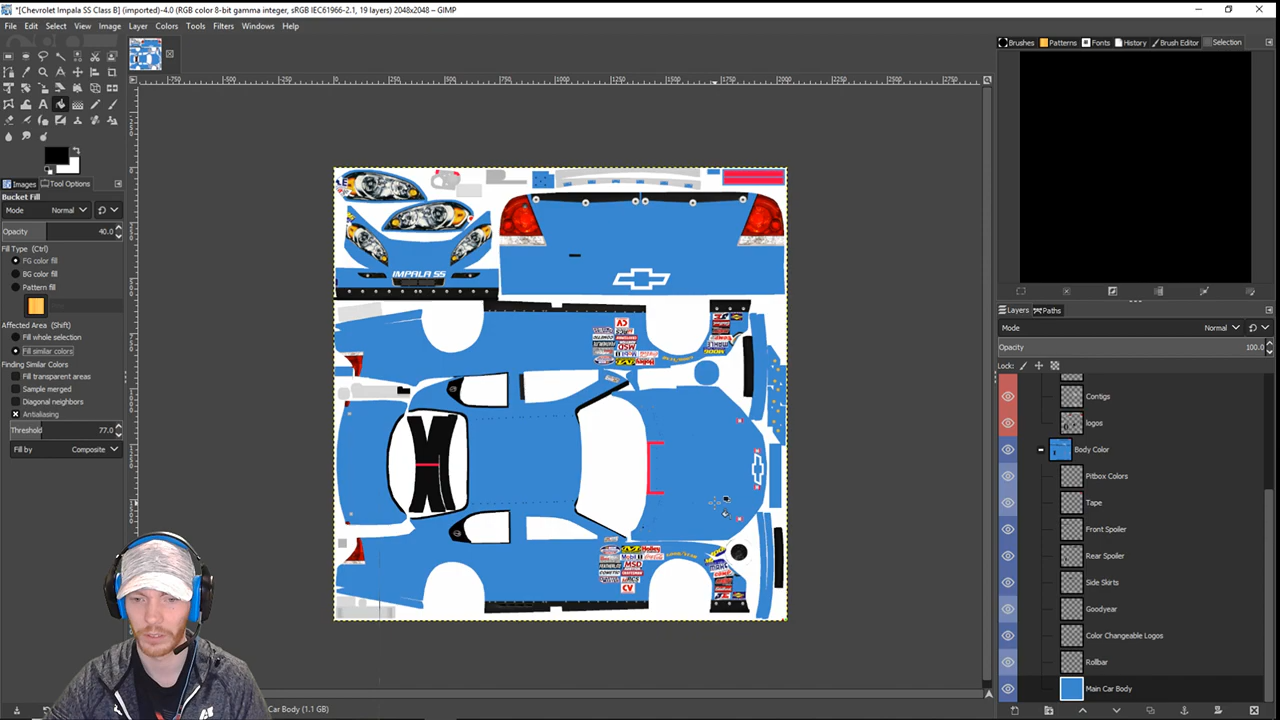 *[Chevrolet Impala SS Class B] (imported)-4.0 (RGB color 8-bit gamma integer, sRGB IEC61966-2.1, 19 layers) 2048x2048 – GIMP
File Edit Select View Image Layer Colors Tools Filters Windows Help
Brushes Patterns Fonts History Brush Editor Selection
Images Tool Options
Bucket Fill
Mode Normal
Opacity 40.0
Fill Type (Ctrl)
FG color fill
BG color fill
Pattern fill
Affected Area (Shift)
Fill whole selection
Fill similar colors
Finding Similar Colors
Fill transparent areas
Sample merged
Diagonal neighbors
Antialiasing
Threshold 77.0
Fill by Composite
IMPALA SS
MSD
Mobil 1
MSD
CV
Layers Paths
Mode Normal
Opacity 100.0
Lock:
Contigs
logos
Body Color
Pitbox Colors
Tape
Front Spoiler
Rear Spoiler
Side Skirts
Goodyear
Color Changeable Logos
Rollbar
Main Car Body
Car Body (1.1 GB)